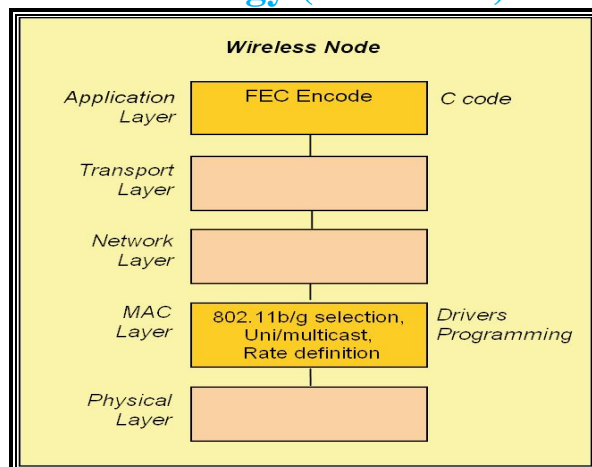 Wireless Node
Application
Layer
FEC Encode
C code
Transport
Layer
Network
Layer
MAC
Layer
802.11b/g selection,
Uni/multicast,
Rate definition
Drivers
Programming
Physical
Layer